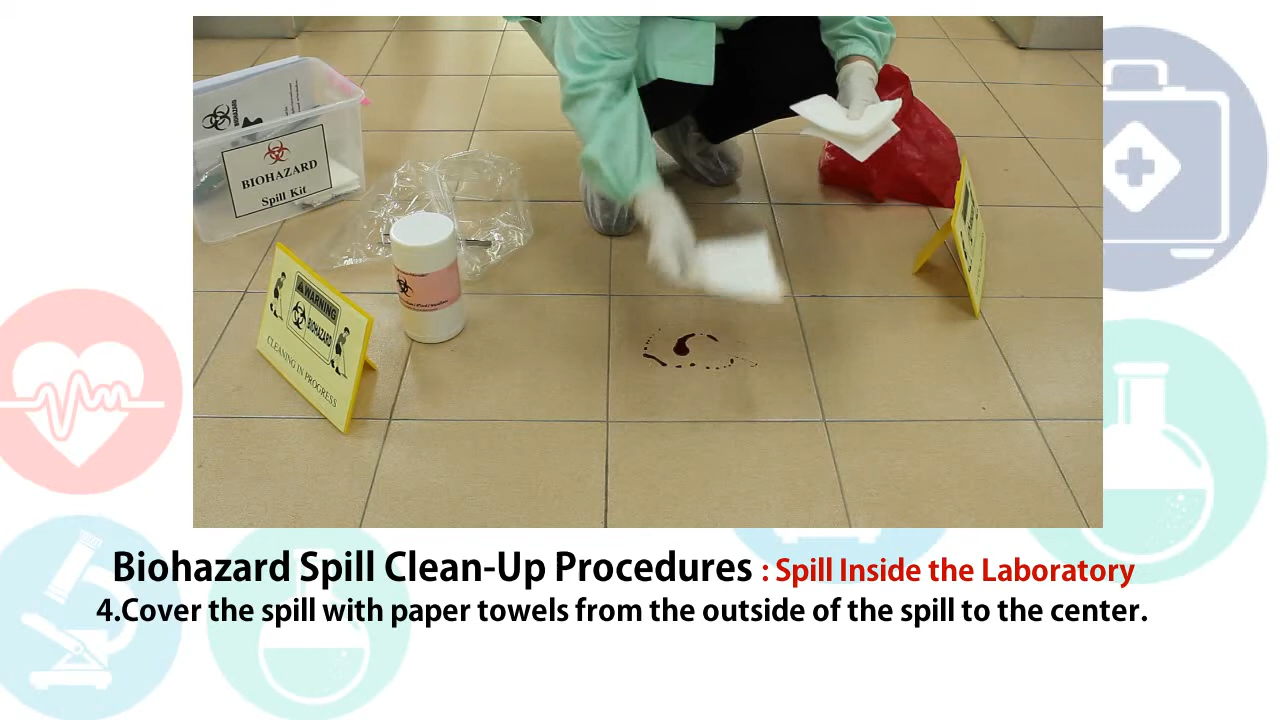 BIOHAZARD
BIOHAZARD
Spill Kit
WARNING
BIOHAZARD
CLEANING IN PROGRESS
Biohazard Spill Clean-Up Procedures : Spill Inside the Laboratory
4.Cover the spill with paper towels from the outside of the spill to the center.